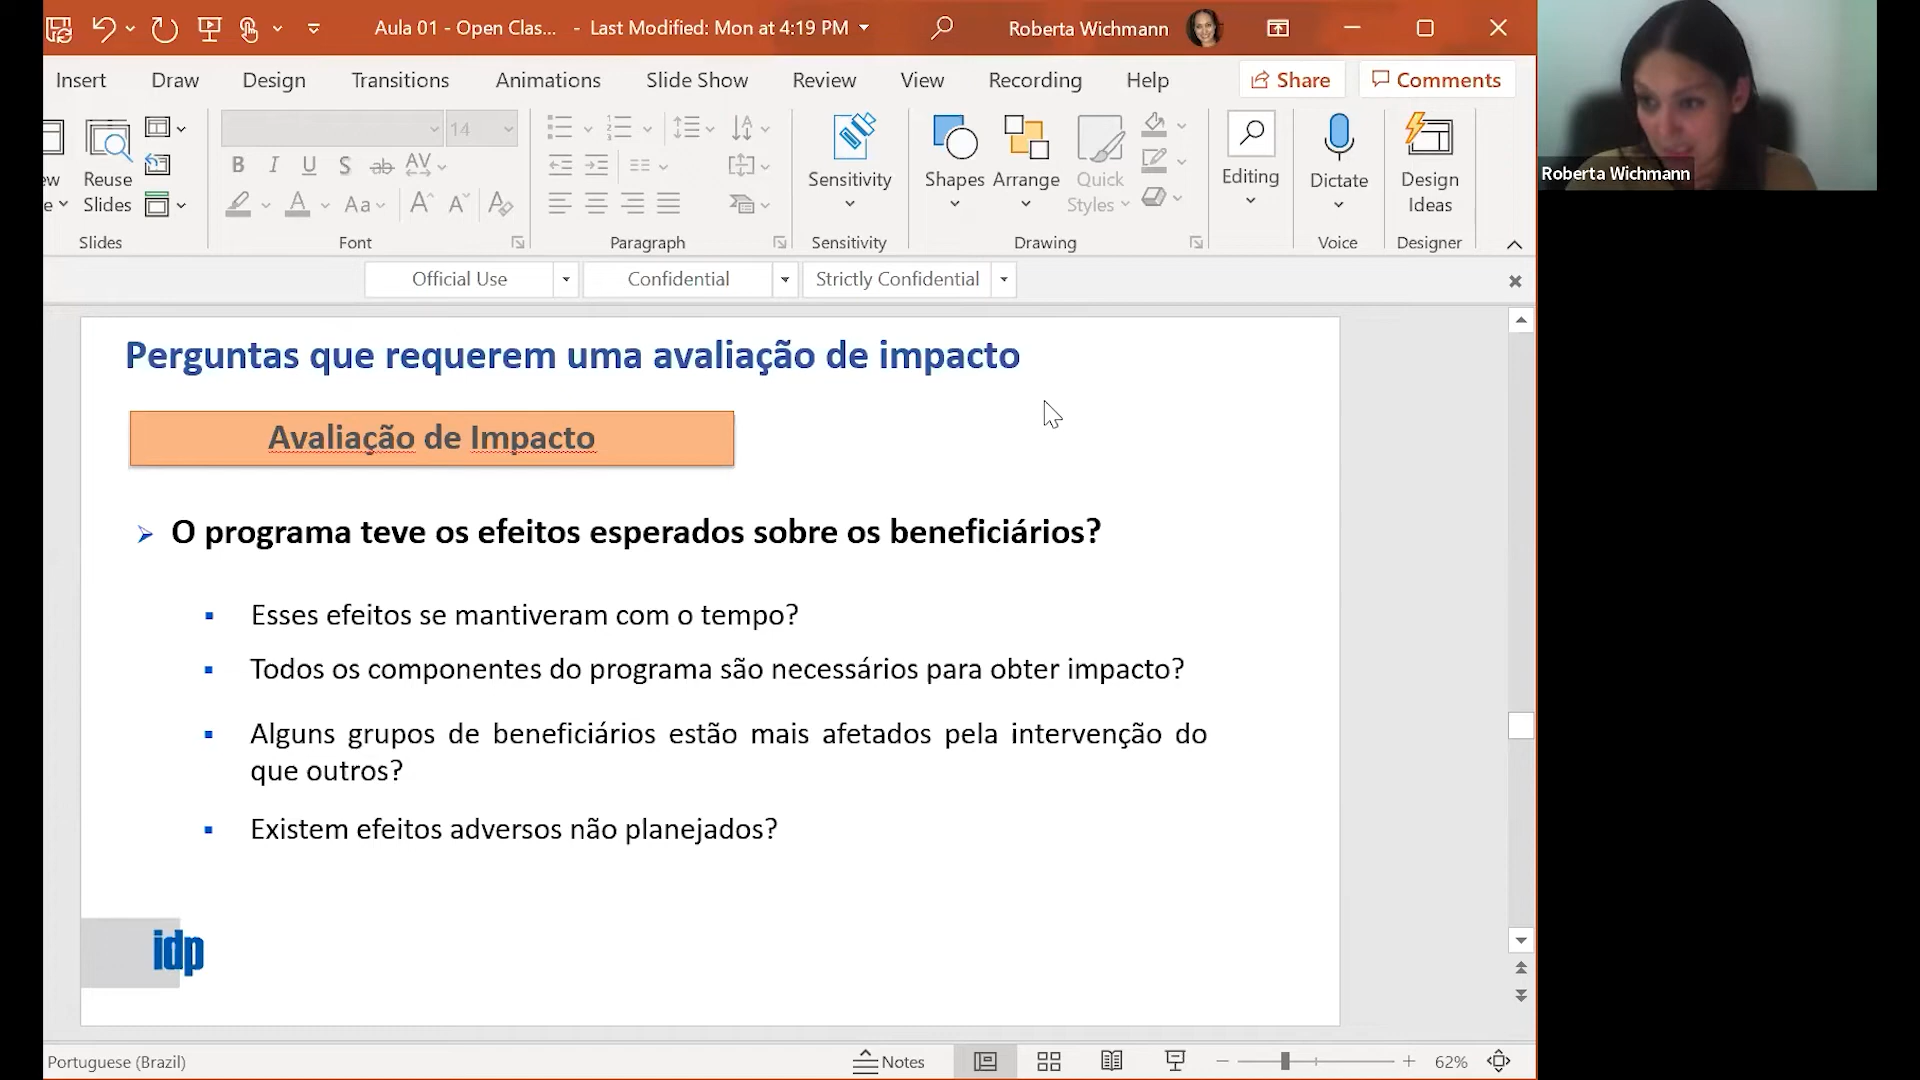 Aula 01 - Open Clas... - Last Modified: Mon at 4:19 PM
Roberta Wichmann
Insert Draw Design Transitions Animations Slide Show Review View Recording Help Share Comments
14
Reuse Slides
Slides
B I U S ab AV
Aa A A
Font
Paragraph
Sensitivity
Sensitivity
Shapes Arrange Quick Styles
Drawing
Editing
Dictate
Voice
Design Ideas
Designer
Official Use Confidential Strictly Confidential
Roberta Wichmann
Perguntas que requerem uma avaliação de impacto
Avaliação de Impacto
O programa teve os efeitos esperados sobre os beneficiários?
Esses efeitos se mantiveram com o tempo?
Todos os componentes do programa são necessários para obter impacto?
Alguns grupos de beneficiários estão mais afetados pela intervenção do
que outros?
Existem efeitos adversos não planejados?
idp
Portuguese (Brazil)
Notes
62%